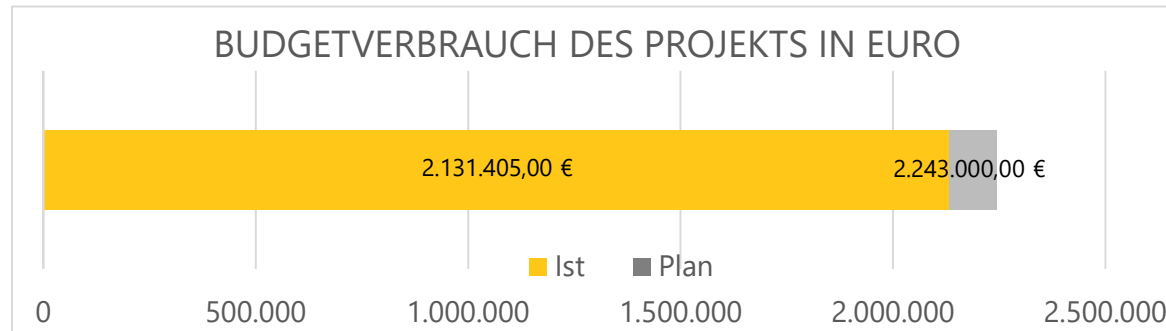 BUDGETVERBRAUCH DES PROJEKTS IN EURO
2.131.405,00 € 2.243.000,00 €
Ist Plan
0 500.000 1.000.000 1.500.000 2.000.000 2.500.000